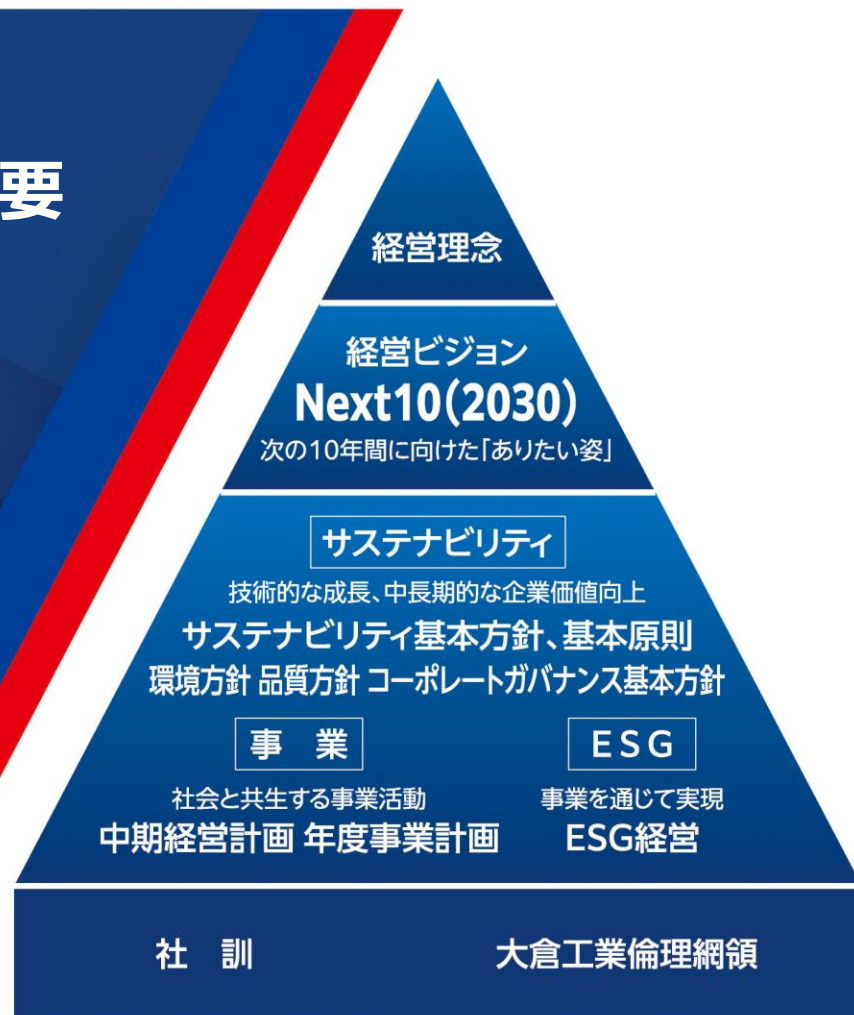 要
経営理念
経営ビジョン
Next10(2030)
次の10年間に向けた「ありたい姿」
サステナビリティ
技術的な成長、中長期的な企業価値向上
サステナビリティ基本方針、基本原則
環境方針 品質方針 コーポレートガバナンス基本方針
事 業
社会と共生する事業活動
中期経営計画 年度事業計画
ESG
事業を通じて実現
ESG経営
社 訓
大倉工業倫理綱領